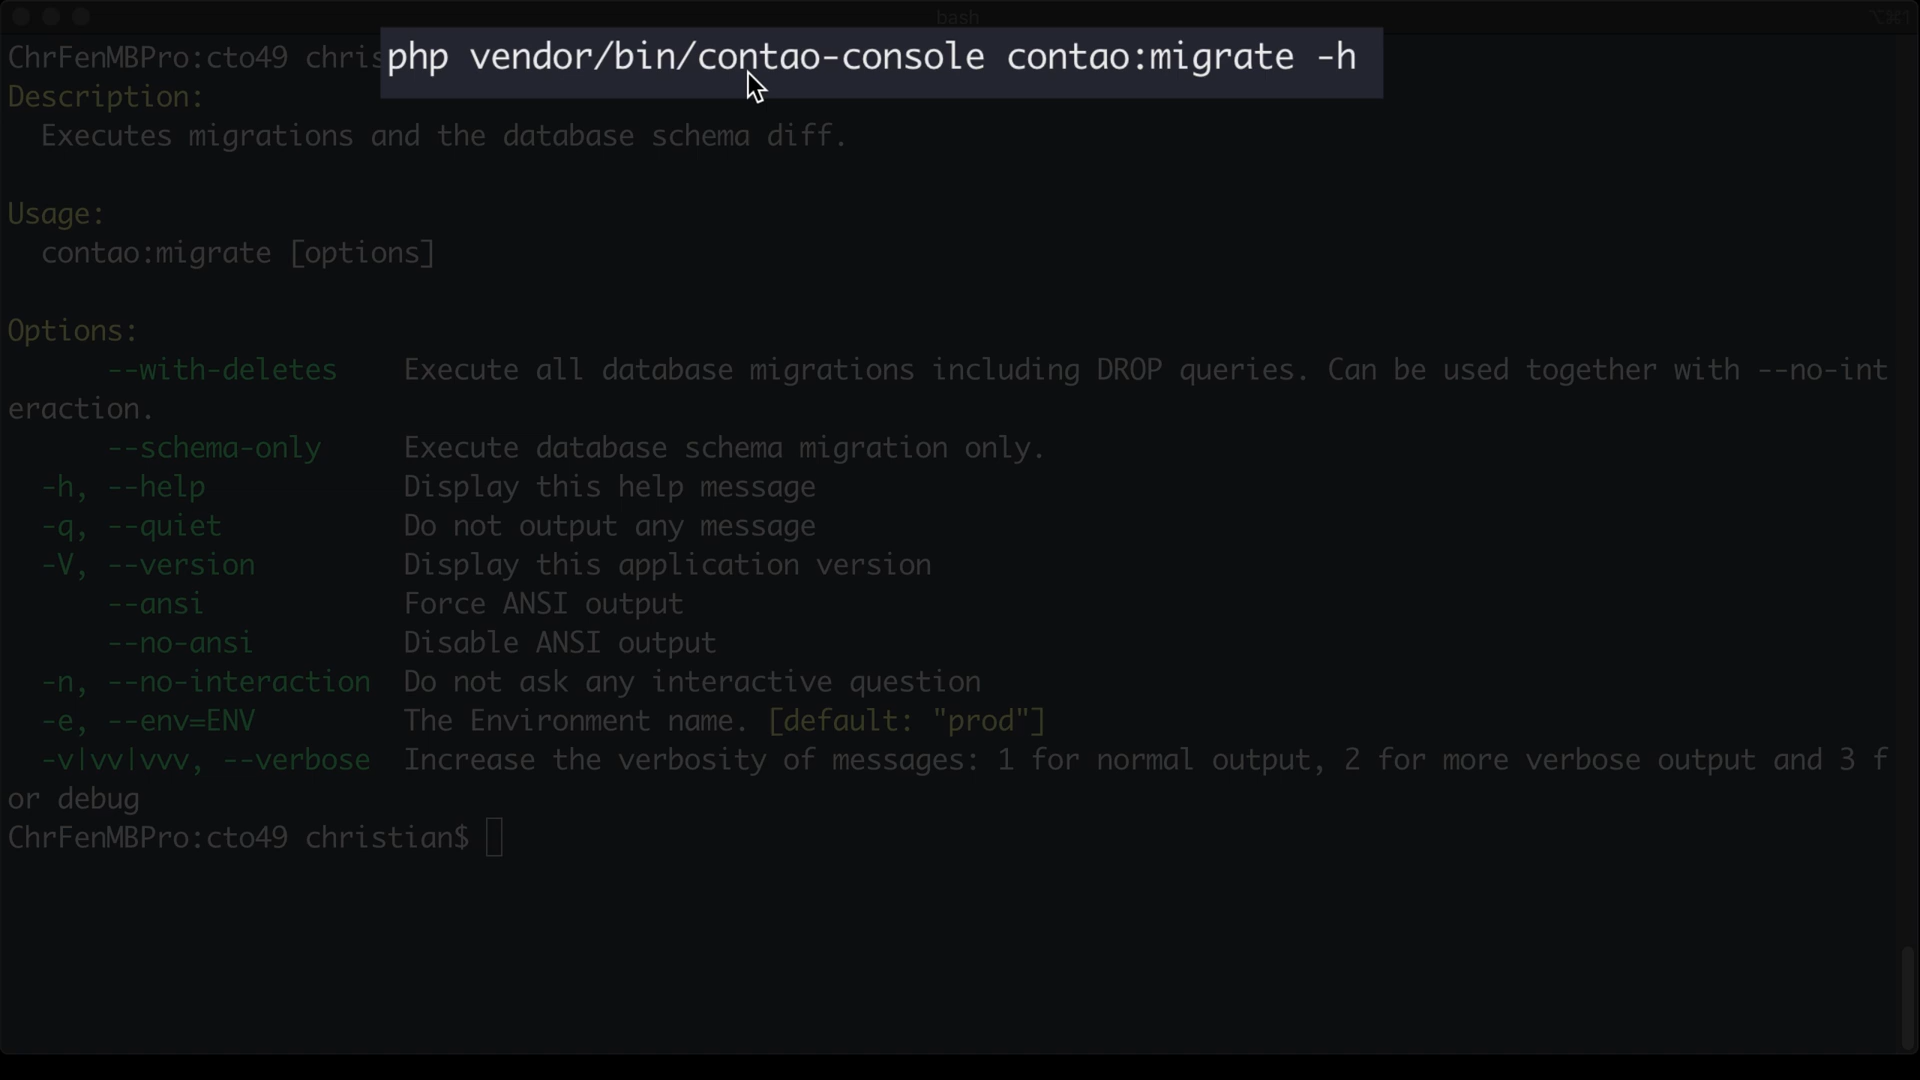 bash
ChrFenMBPro:cto49 chris
php vendor/bin/contao-console contao:migrate -h
Description:
Executes migrations and the database schema diff.
Usage:
contao:migrate [options]
Options:
--with-deletes Execute all database migrations including DROP queries. Can be used together with --no-int
eraction.
--schema-only Execute database schema migration only.
-h, --help Display this help message
-q, --quiet Do not output any message
-V, --version Display this application version
--ansi Force ANSI output
--no-ansi Disable ANSI output
-n, --no-interaction Do not ask any interactive question
-e, --env=ENV The Environment name. [default: "prod"]
-v|vv|vvv, --verbose Increase the verbosity of messages: 1 for normal output, 2 for more verbose output and 3 f
or debug
ChrFenMBPro:cto49 christian$